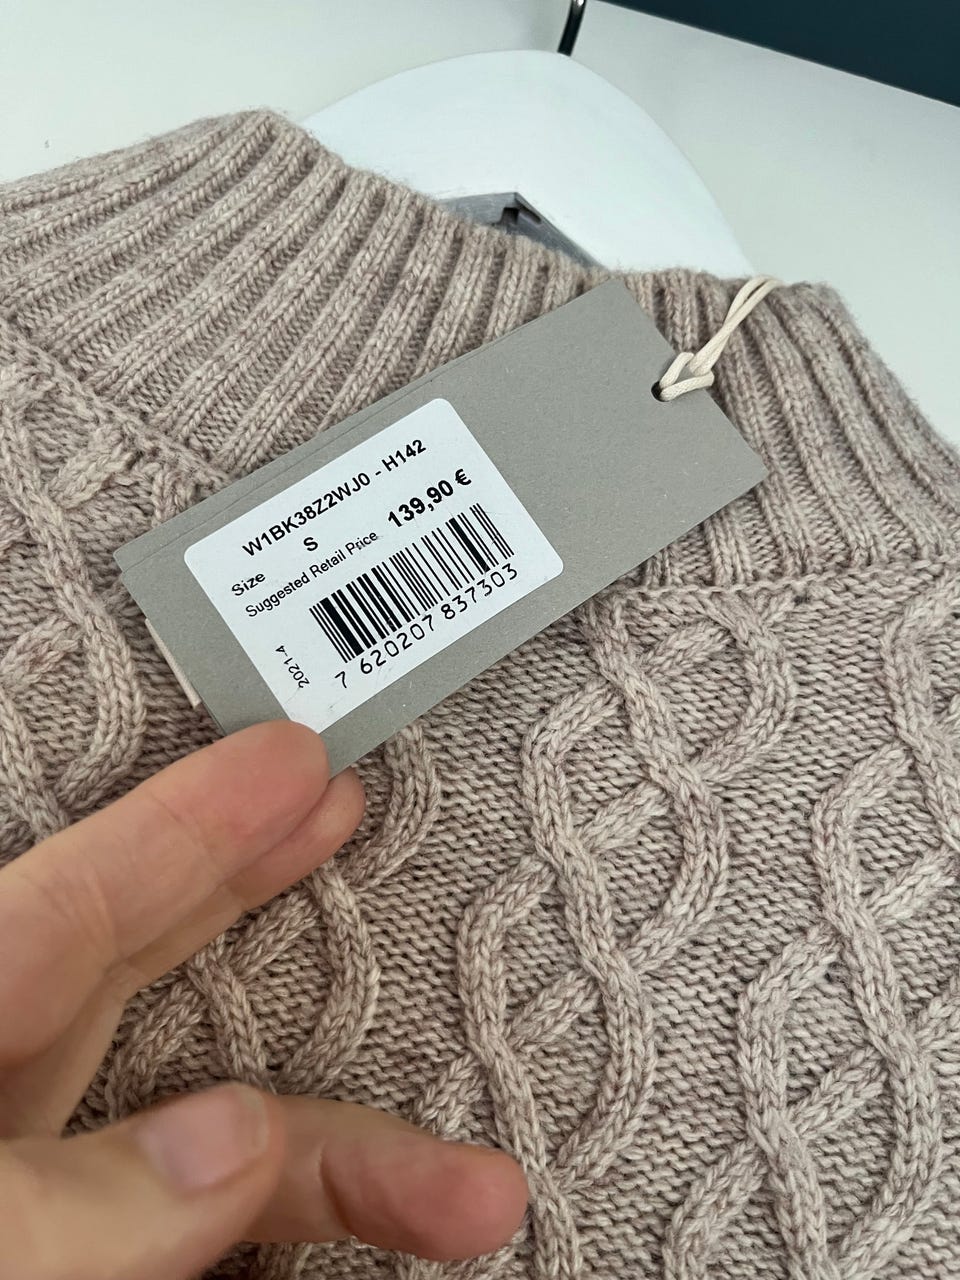 W1BK38Z2WJ0 - H142
Size S
Suggested Retail Price 139,90 €
7 620207 837303
2021-4